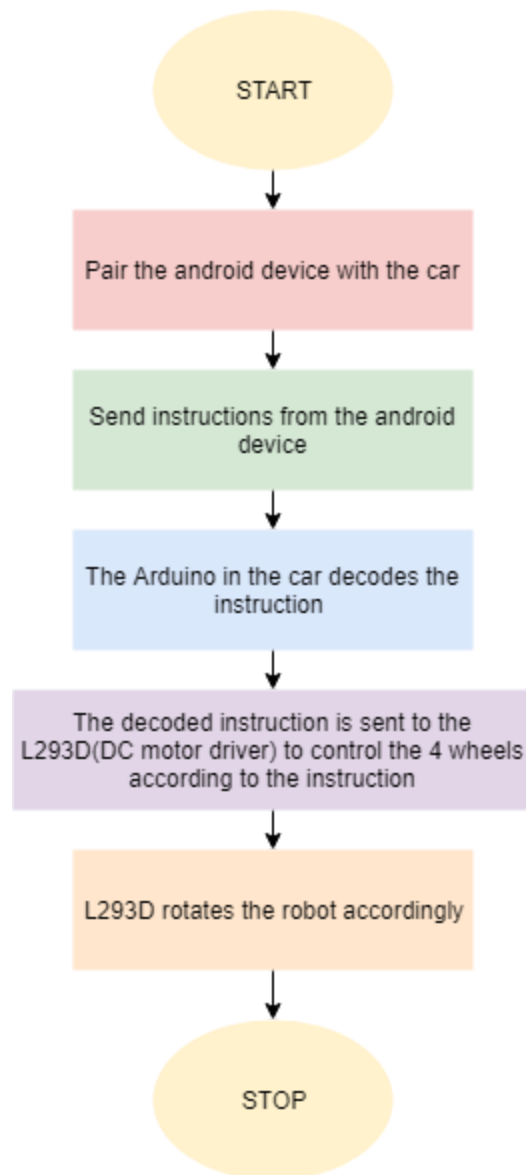 START
Pair the android device with the car
Send instructions from the android
device
The Arduino in the car decodes the
instruction
The decoded instruction is sent to the
L293D(DC motor driver) to control the 4 wheels
according to the instruction
L293D rotates the robot accordingly
STOP